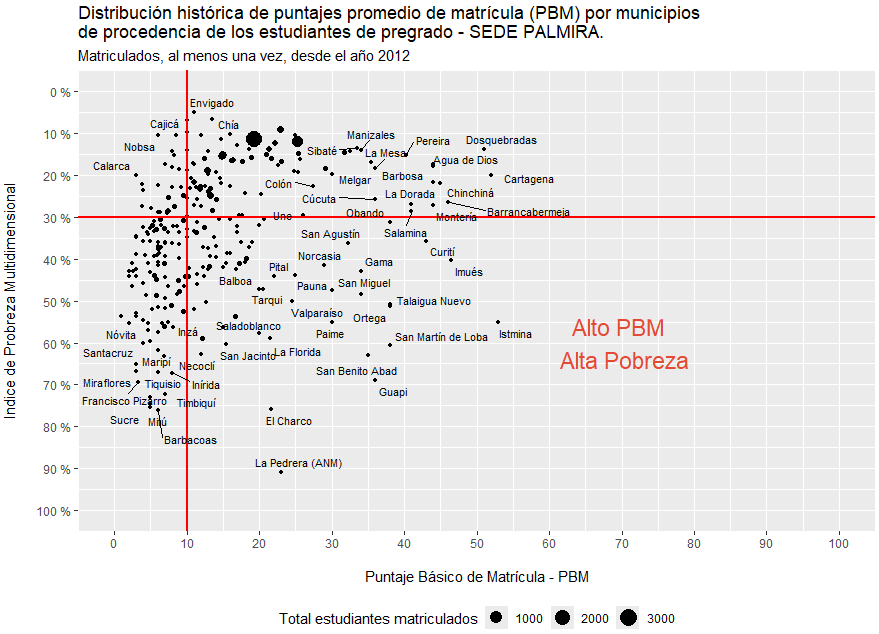 Distribución histórica de puntajes promedio de matrícula (PBM) por municipios
de procedencia de los estudiantes de pregrado - SEDE PALMIRA.
Matriculados, al menos una vez, desde el año 2012
Indice de Probreza Multidimensional
0 %
10 %
20 %
30 %
40 %
50 %
60 %
70 %
80 %
90 %
100 %
Envigado
Cajicá
Chía
Manizales
Pereira
Dosquebradas
Nobsa
Sibaté
La Mesa
Agua de Dios
Calarca
Colón
Melgar
Barbosa
Cartagena
Cúcuta
La Dorada
Chinchiná
Une
Obando
Montería
Barrancabermeja
San Agustín
Salamina
Norcasia
Curití
Pital
Gama
Imués
Balboa
Pauna
San Miguel
Tarqui
Talaigua Nuevo
Valparaíso
Ortega
Nóvita
Inzá
Saladoblanco
Paime
San Martín de Loba
Istmina
Alto PBM
Alta Pobreza
Santacruz
Maripí
Necoclí
San Jacinto
La Florida
San Benito Abad
Miraflores
Tiquisio
Inírida
Guapi
Francisco Pizarro
Timbiquí
Sucre
Mitú
El Charco
Barbacoas
La Pedrera (ANM)
0
10
20
30
40
50
60
70
80
90
100
Puntaje Básico de Matrícula - PBM
Total estudiantes matriculados
1000
2000
3000